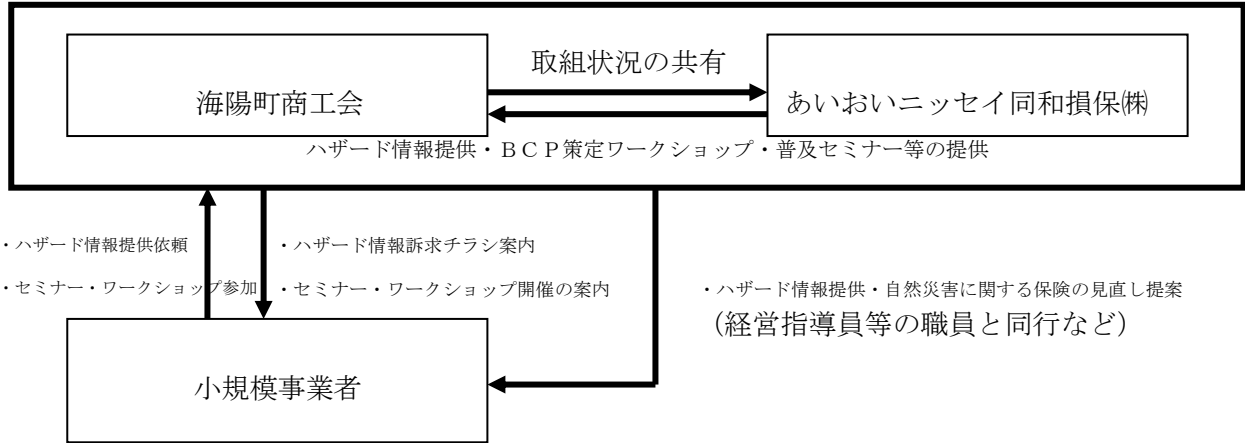 取組状況の共有
海陽町商工会
あいおいニッセイ同和損保㈱
ハザード情報提供・ＢＣＰ策定ワークショップ・普及セミナー等の提供
・ハザード情報提供依頼
・ハザード情報訴求チラシ案内
・セミナー・ワークショップ参加
・セミナー・ワークショップ開催の案内
・ハザード情報提供・自然災害に関する保険の見直し提案
（経営指導員等の職員と同行など）
小規模事業者